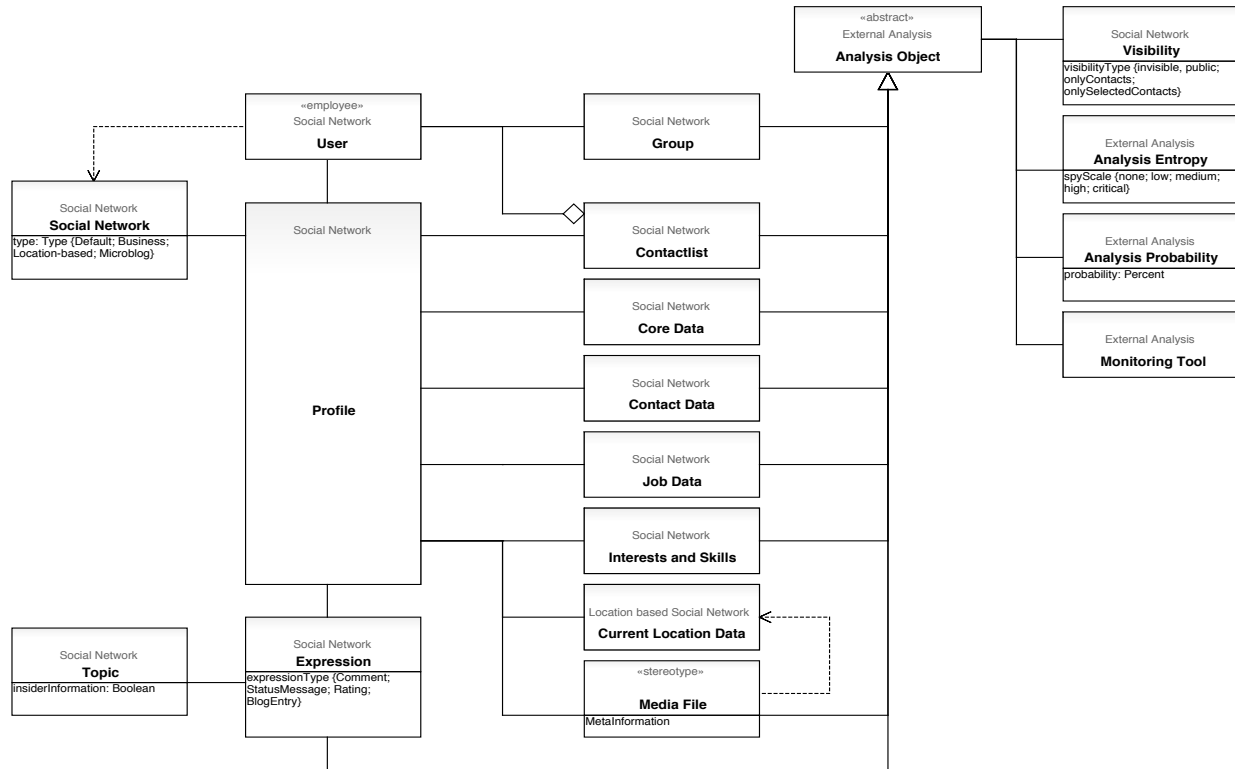 «abstract»
External Analysis
Analysis Object
Social Network
Visibility
visibilityType {invisible, public;
onlyContacts;
onlySelectedContacts}
«employee»
Social Network
User
Social Network
Group
External Analysis
Analysis Entropy
spyScale {none; low; medium;
high; critical}
Social Network
Social Network
type: Type {Default; Business;
Location-based; Microblog}
Social Network
Profile
Social Network
Contactlist
External Analysis
Analysis Probability
probability: Percent
Social Network
Core Data
External Analysis
Monitoring Tool
Social Network
Contact Data
Social Network
Job Data
Social Network
Interests and Skills
Location based Social Network
Current Location Data
Social Network
Topic
insiderInformation: Boolean
Social Network
Expression
expressionType {Comment;
StatusMessage; Rating;
BlogEntry}
«stereotype»
Media File
MetaInformation